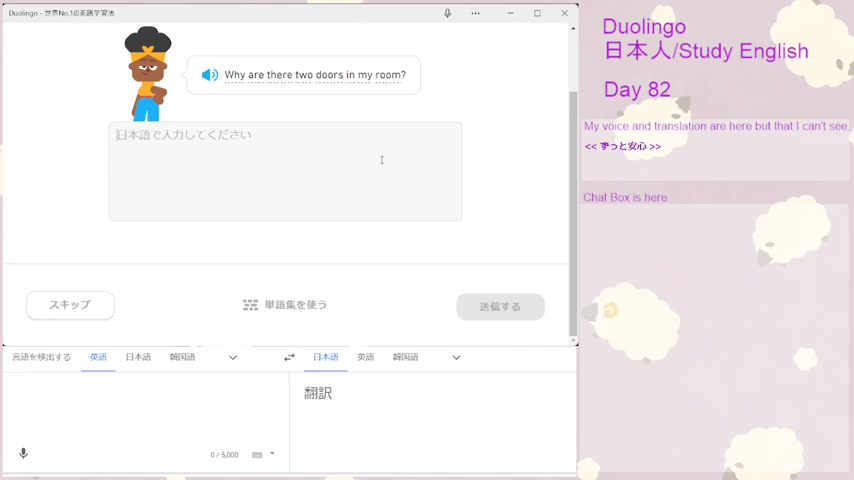 Duolingo - 世界No.1の英語学習法
Why are there two doors in my room?
日本語で入力してください
スキップ
単語集を使う
送信する
言語を検出する 英語 日本語 韓国語
日本語 英語 韓国語
翻訳
0 / 5,000
Duolingo
日本人/Study English
Day 82
My voice and translation are here but that I can't see.
<< ずっと安心 >>
Chat Box is here.